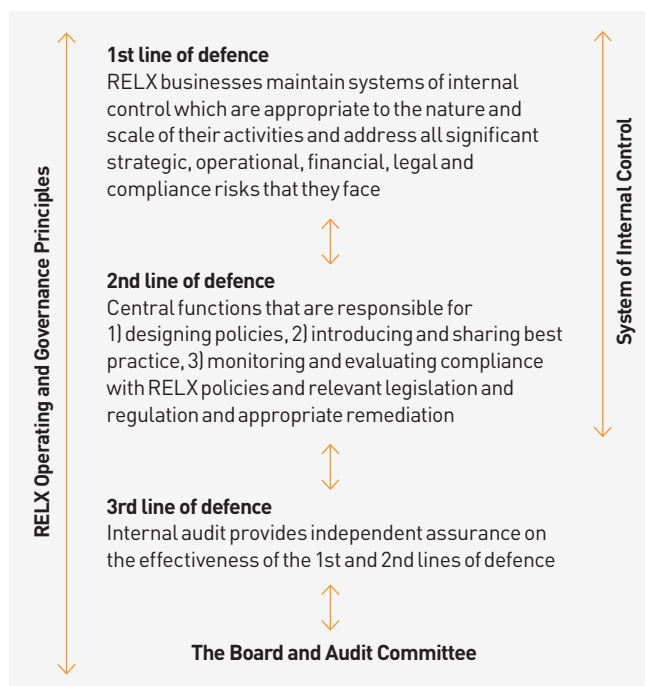 1st line of defence
RELX businesses maintain systems of internal
control which are appropriate to the nature and
scale of their activities and address all significant
strategic, operational, financial, legal and
compliance risks that they face
2nd line of defence
Central functions that are responsible for
1) designing policies, 2) introducing and sharing best
practice, 3) monitoring and evaluating compliance
with RELX policies and relevant legislation and
regulation and appropriate remediation
3rd line of defence
Internal audit provides independent assurance on
the effectiveness of the 1st and 2nd lines of defence
The Board and Audit Committee
RELX Operating and Governance Principles
System of Internal Control